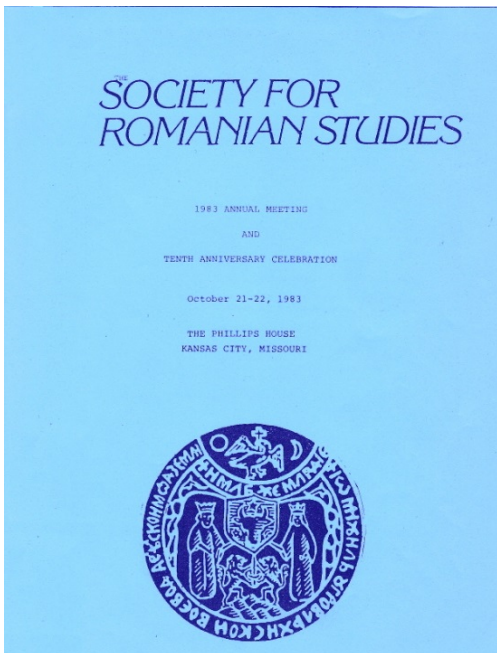 THE
SOCIETY FOR
ROMANIAN STUDIES
1983 ANNUAL MEETING
AND
TENTH ANNIVERSARY CELEBRATION
October 21-22, 1983
THE PHILLIPS HOUSE
KANSAS CITY, MISSOURI